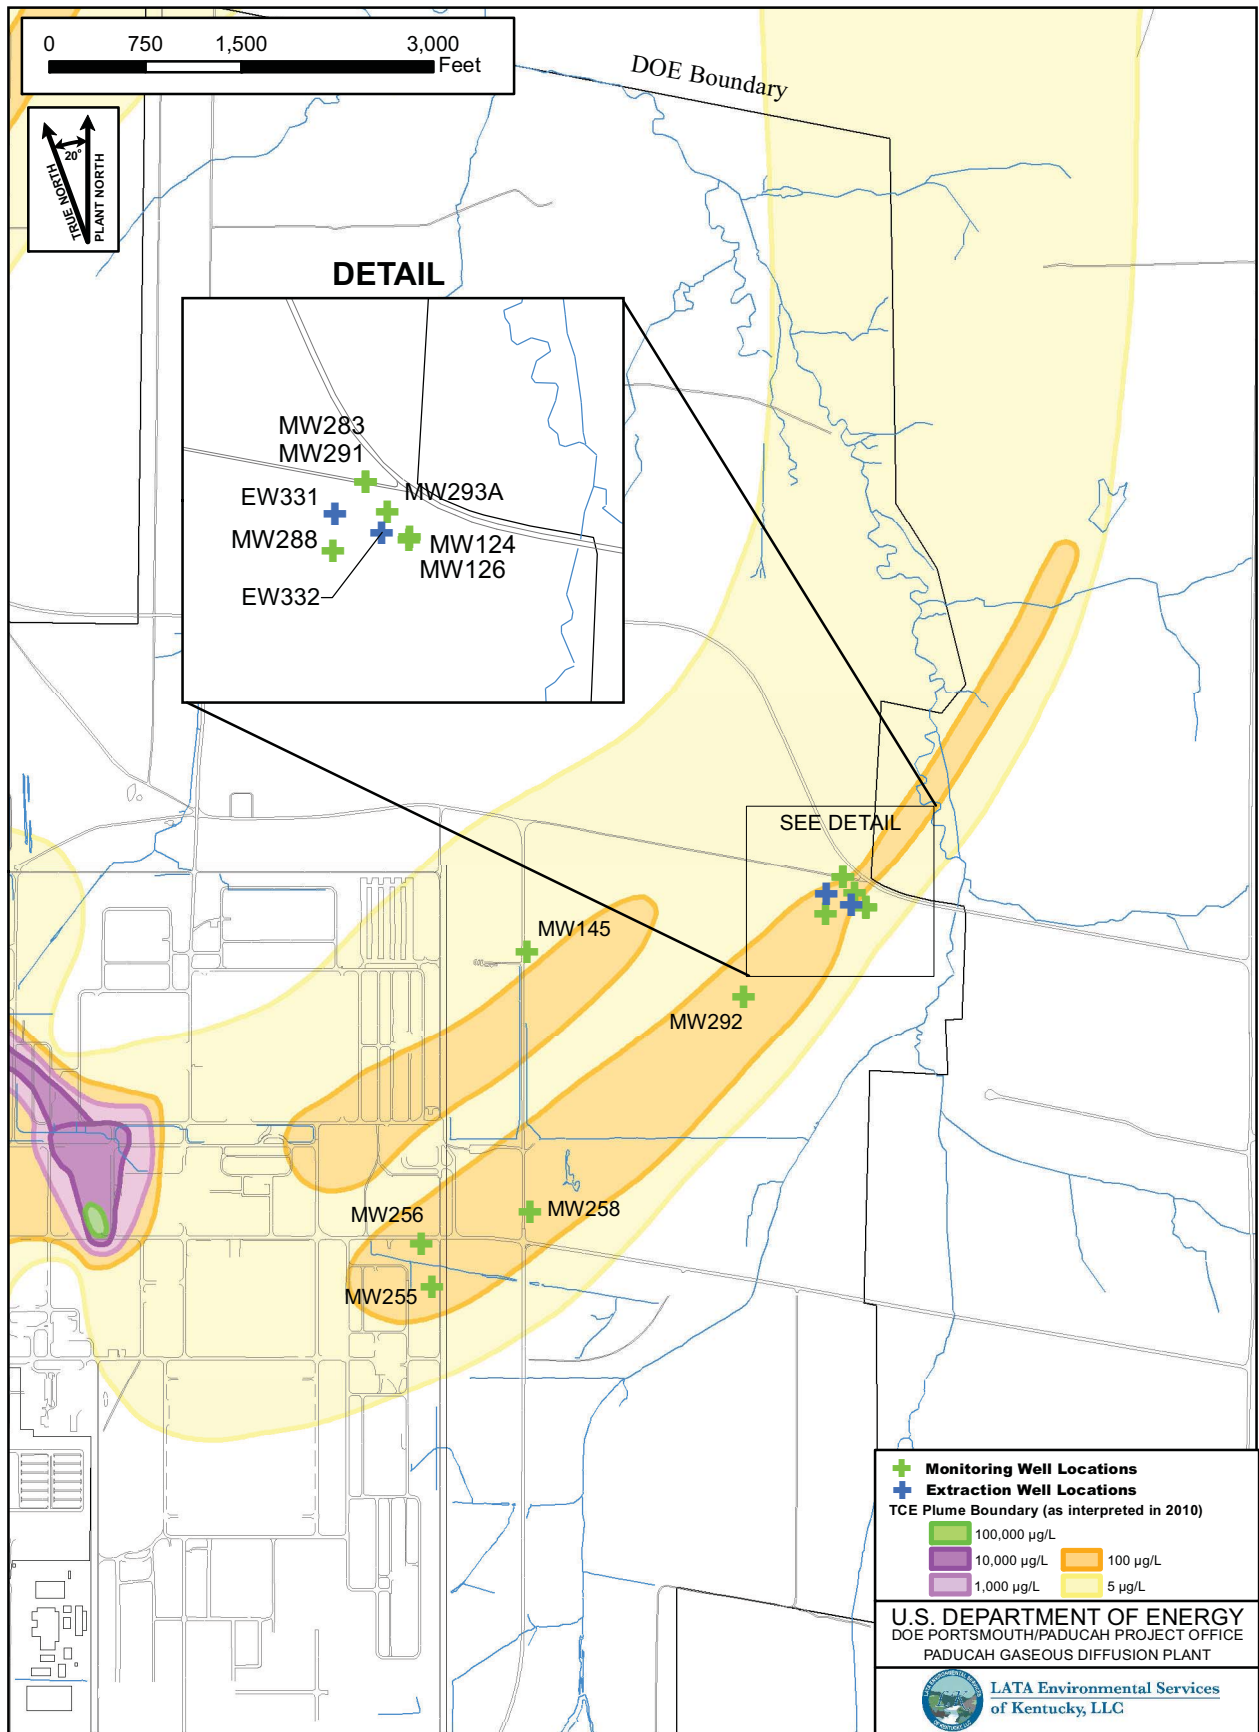 0 750 1,500 3,000
Feet
DOE Boundary
20°
TRUE NORTH
PLANT NORTH
DETAIL
MW283
MW291
EW331
MW293A
MW288
MW124
MW126
EW332
SEE DETAIL
MW145
MW292
MW256
MW258
MW255
Monitoring Well Locations
Extraction Well Locations
TCE Plume Boundary (as interpreted in 2010)
100,000 µg/L
10,000 µg/L 100 µg/L
1,000 µg/L 5 µg/L
U.S. DEPARTMENT OF ENERGY
DOE PORTSMOUTH/PADUCAH PROJECT OFFICE
PADUCAH GASEOUS DIFFUSION PLANT
LATA Environmental Services
of Kentucky, LLC